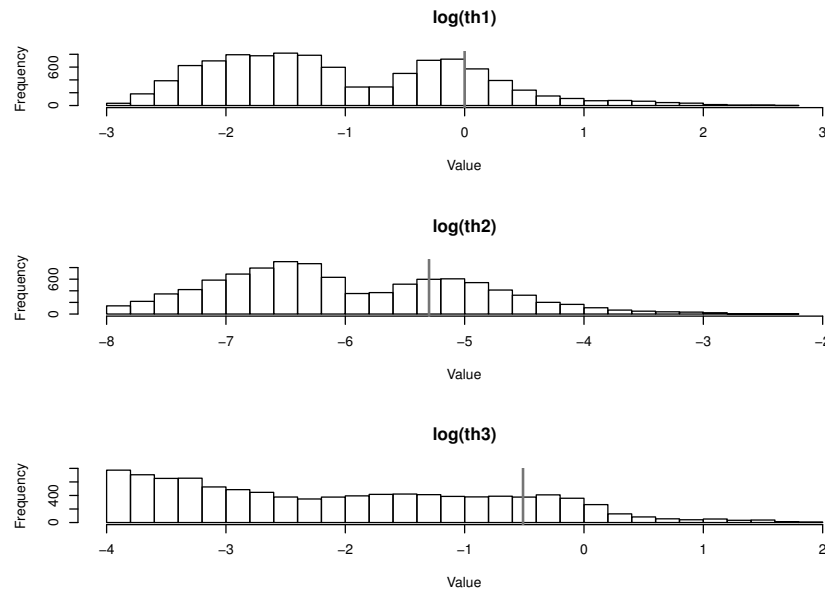 log(th1)
Frequency
0 600
−3 −2 −1 0 1 2 3
Value
log(th2)
Frequency
0 600
−8 −7 −6 −5 −4 −3 −2
Value
log(th3)
Frequency
0 400
−4 −3 −2 −1 0 1 2
Value